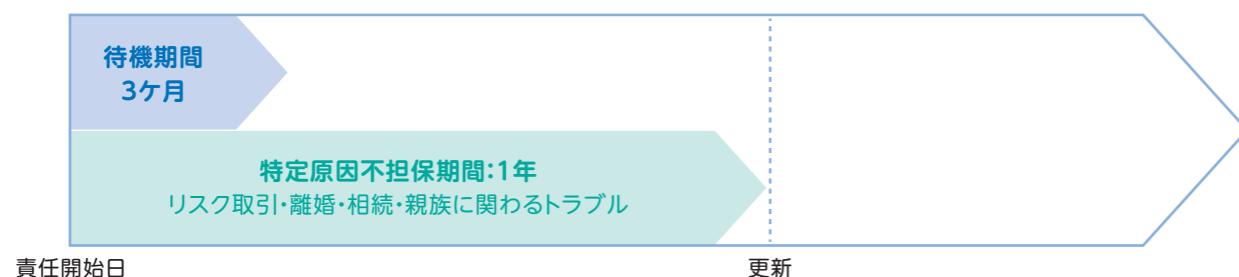 待機期間
3ケ月
特定原因不担保期間：1年
リスク取引・離婚・相続・親族に関わるトラブル
責任開始日
更新